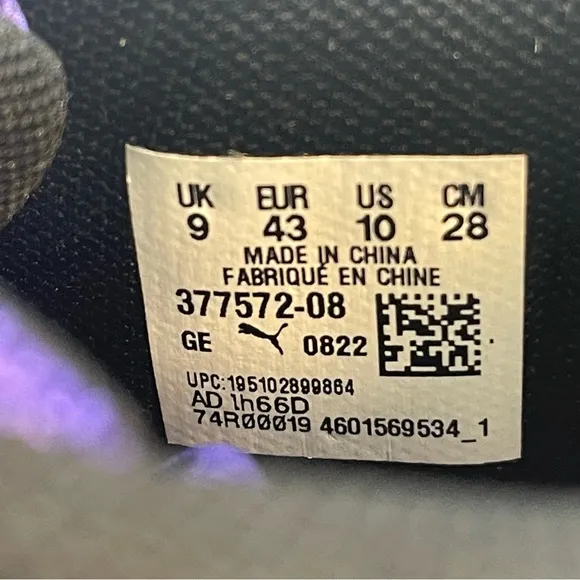 UK EUR US CM
9 43 10 28
MADE IN CHINA
FABRIQUÉ EN CHINE
377572-08
GE 0822
UPC:195102899864
AD 1h66D
74R00019 4601569534_1